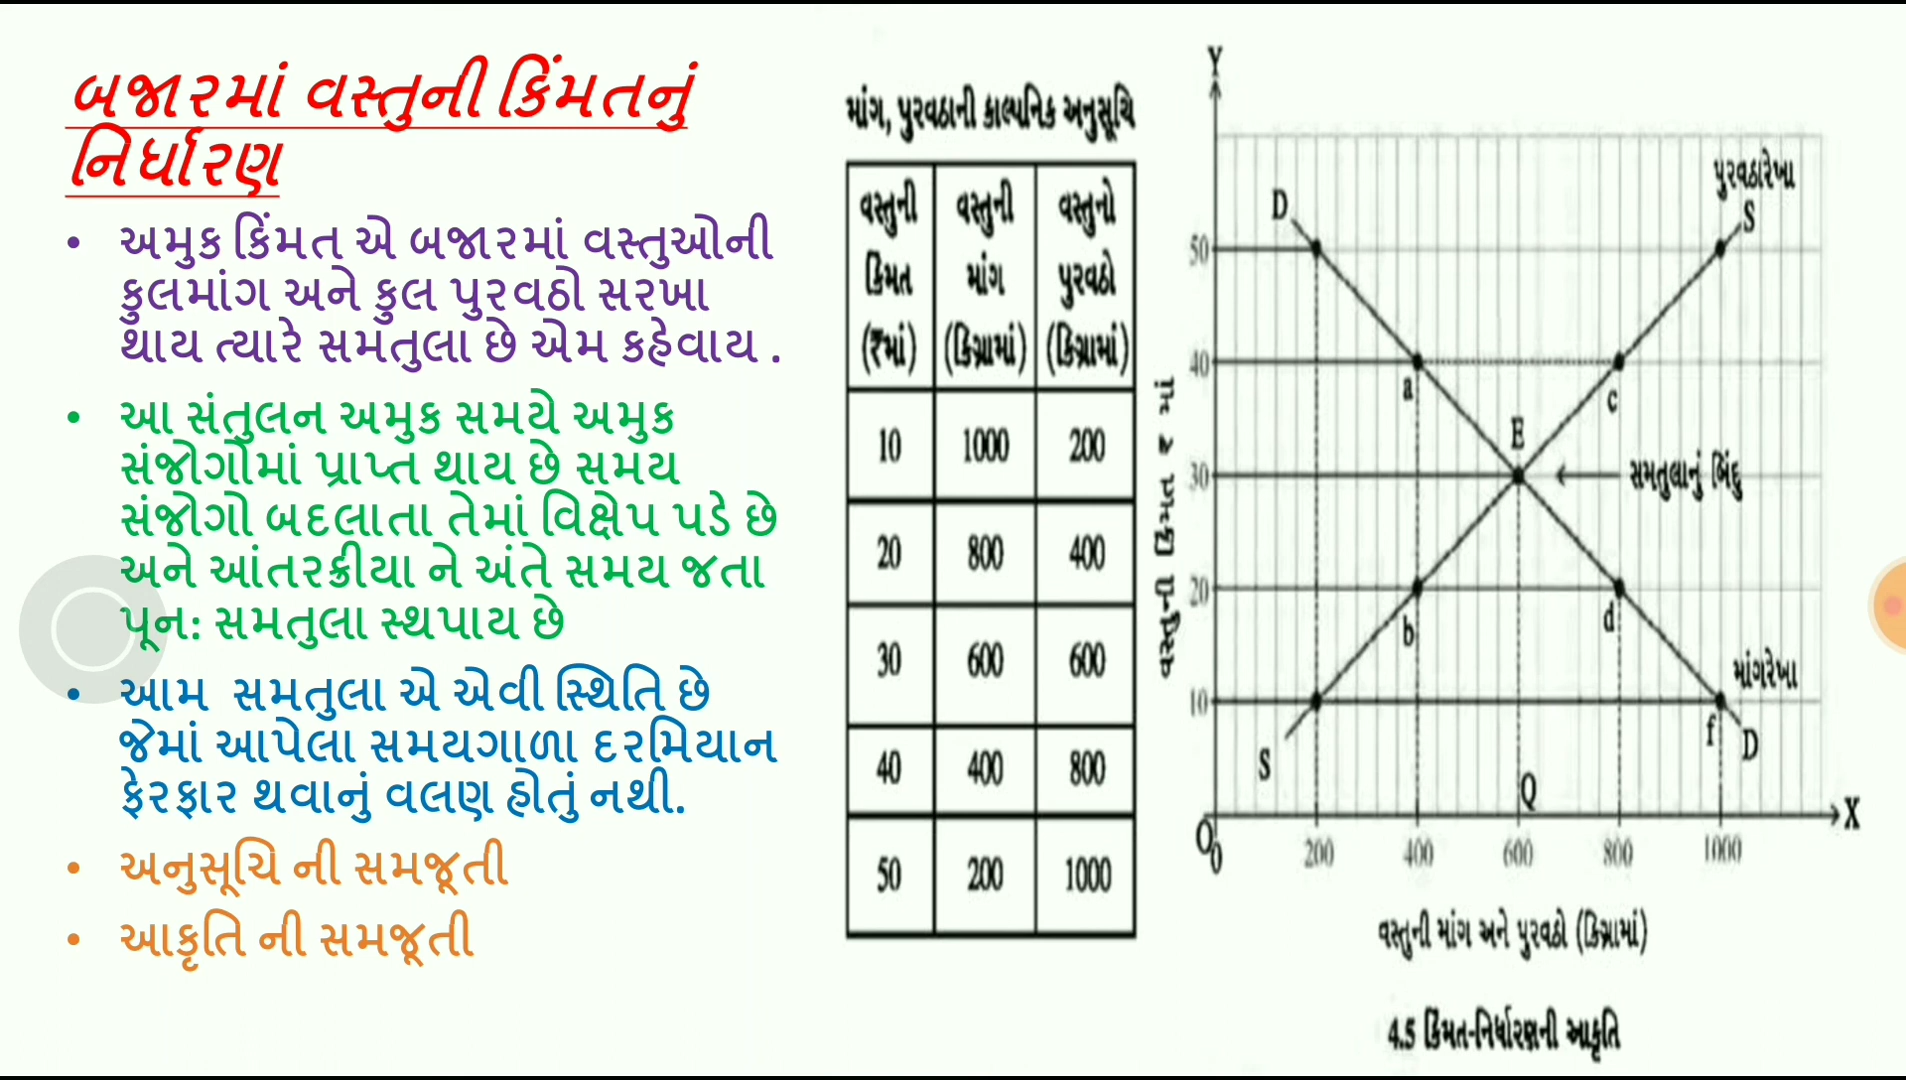 બજારમાં વસ્તુની કિંમતનું
નિર્ધારણ
• અમુક કિંમત એ બજારમાં વસ્તુઓની
કુલમાંગ અને કુલ પુરવઠો સરખા
થાય ત્યારે સમતુલા છે એમ કહેવાય .
• આ સંતુલન અમુક સમયે અમુક
સંજોગોમાં પ્રાપ્ત થાય છે સમય
સંજોગો બદલાતા તેમાં વિક્ષેપ પડે છે
અને આંતરક્રીયા ને અંતે સમય જતા
પૂન: સમતુલા સ્થપાય છે
• આમ સમતુલા એ એવી સ્થિતિ છે
જેમાં આપેલા સમયગાળા દરમિયાન
ફેરફાર થવાનું વલણ હોતું નથી.
• અનુસૂચિ ની સમજૂતી
• આકૃતિ ની સમજૂતી
માંગ, પુરવઠાની કાલ્પનિક અનુસૂચિ
વસ્તુની વસ્તુની વસ્તુનો
કિંમત માંગ પુરવઠો
(₹માં) (કિગ્રામાં) (કિગ્રામાં)
10 1000 200
20 800 400
30 600 600
40 400 800
50 200 1000
Y
પુરવઠારેખા
D S
50
40
a c
E
30 સમતુલાનું બિંદુ
20
b d
માંગરેખા
10
f D
S
Q
X
O
0 200 400 600 800 1000
વસ્તુની કિંમત ર માં
વસ્તુની માંગ અને પુરવઠો (કિગ્રામાં)
4.5 કિંમત-નિર્ધારણની આકૃતિ